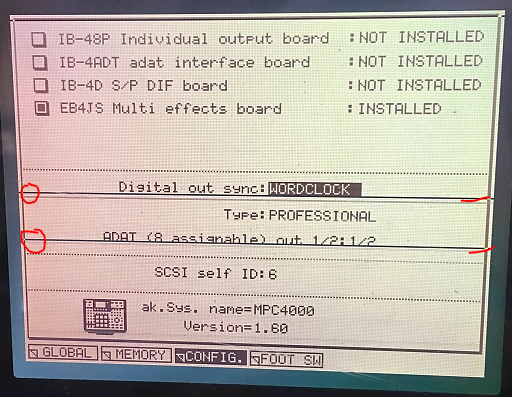 IB-48P Individual output board :NOT INSTALLED
IB-4ADT adat interface board :NOT INSTALLED
IB-4D S/P DIF board :NOT INSTALLED
EB4JS Multi effects board :INSTALLED
Digital out sync:WORDCLOCK
Type:PROFESSIONAL
ADAT (8 assignable) out 1/2:1/2
SCSI self ID:6
ak.Sys. name=MPC4000
Version=1.60
GLOBAL MEMORY CONFIG. FOOT SW